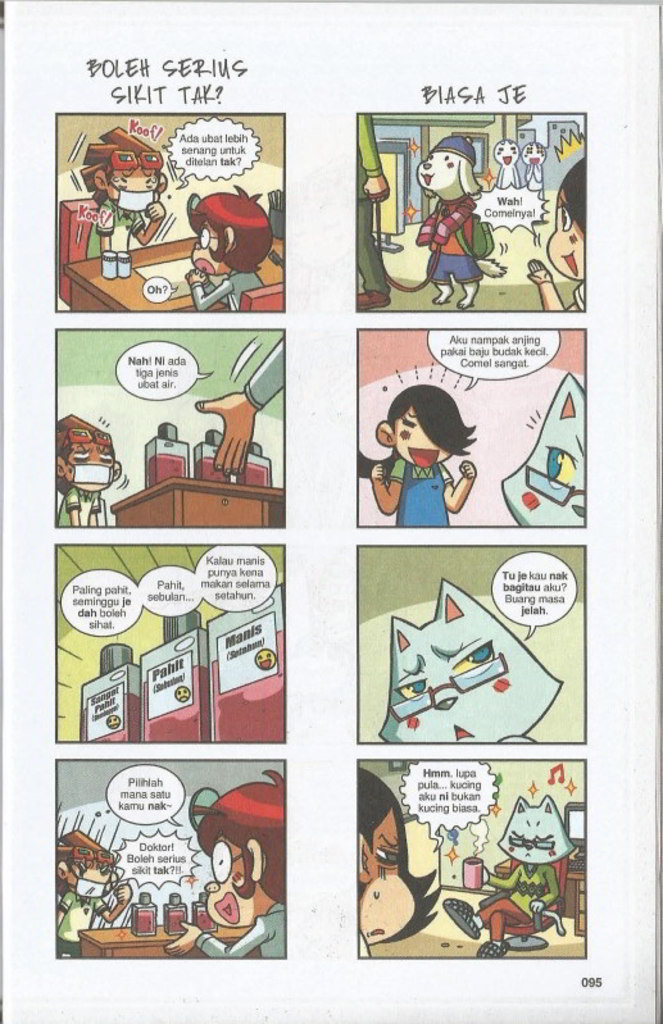 BOLEH SERIUS
SIKIT TAK?
Koof!
Koof!
Ada ubat lebih
senang untuk
ditelan tak?
Oh?
Nah! Ni ada
tiga jenis
ubat air.
Paling pahit,
seminggu je
dah boleh
sihat.
Pahit,
sebulan...
Kalau manis
punya kena
makan selama
setahun.
Sangat
Pahit
Pahit
(Sebulan)
Manis
(Setahun)
Pilihlah
mana satu
kamu nak~
Doktor!
Boleh serius
sikit tak?!!
BIASA JE
Wah!
Comelnya!
Aku nampak anjing
pakai baju budak kecil.
Comel sangat.
Tu je kau nak
bagitau aku?
Buang masa
jelah.
Hmm. lupa
pula... kucing
aku ni bukan
kucing biasa.
095